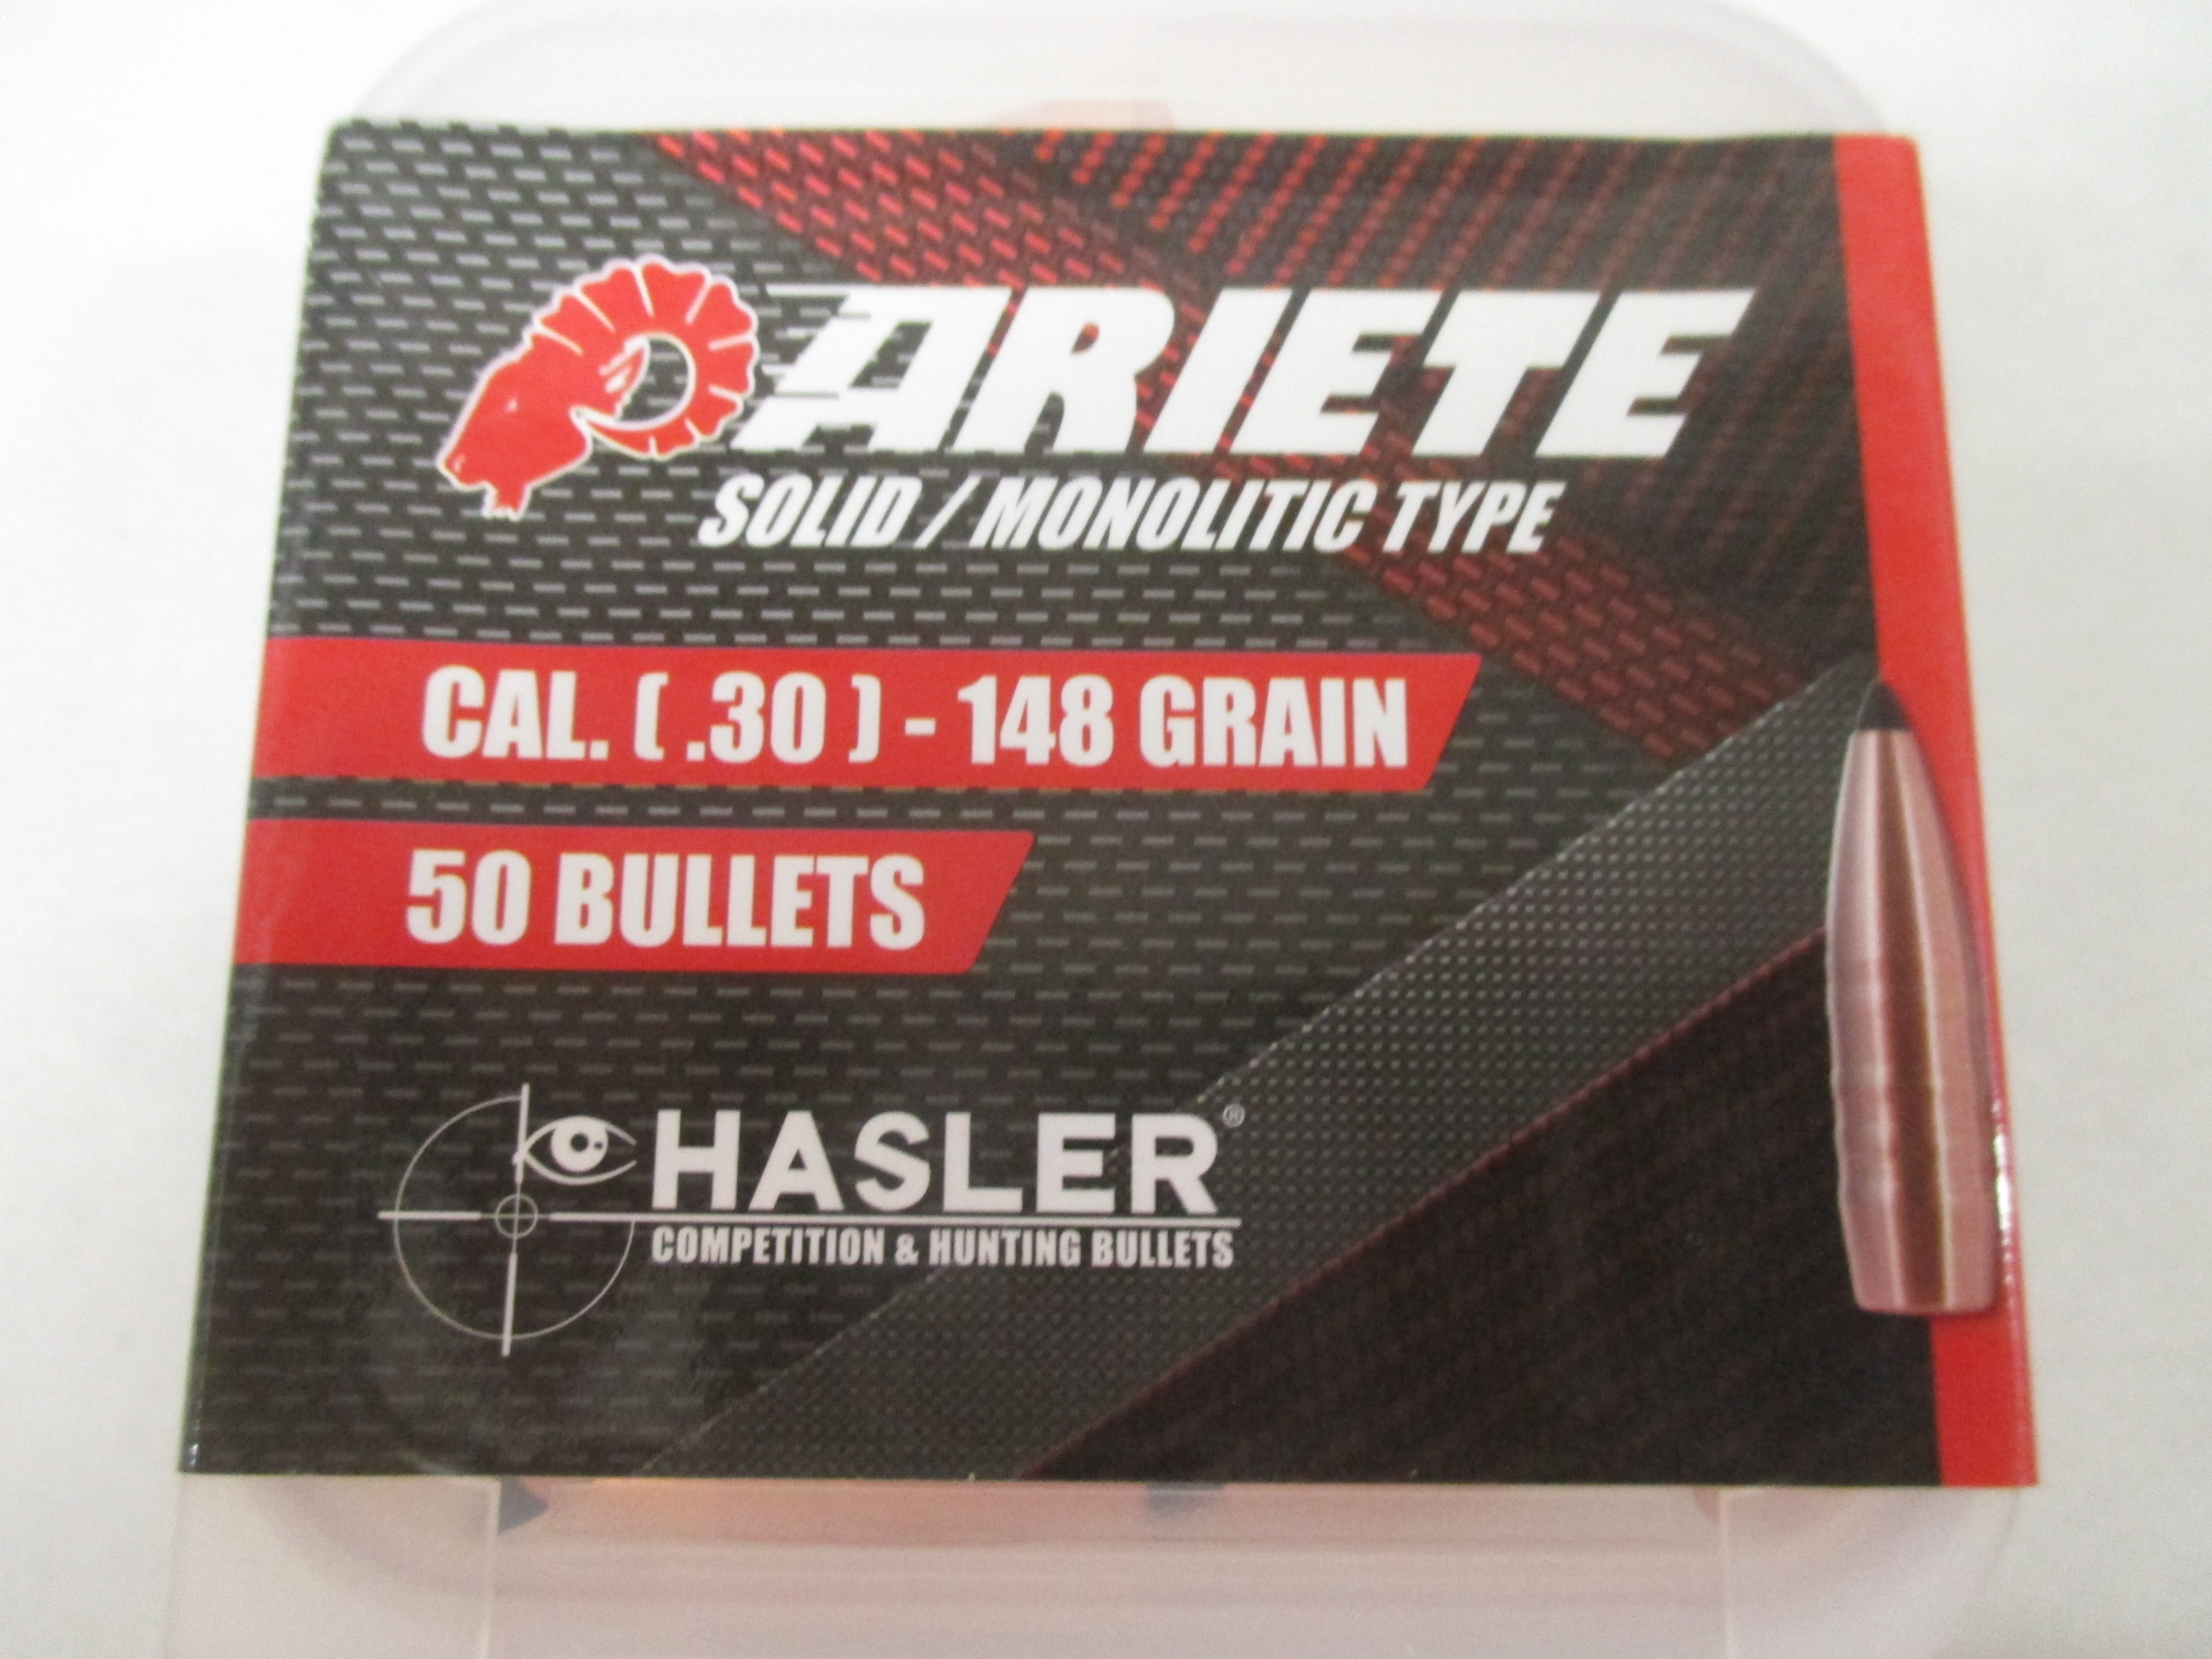 ARIETE
SOLID / MONOLITIC TYPE
CAL. ( .30 ) - 148 GRAIN
50 BULLETS
HASLER®
COMPETITION & HUNTING BULLETS